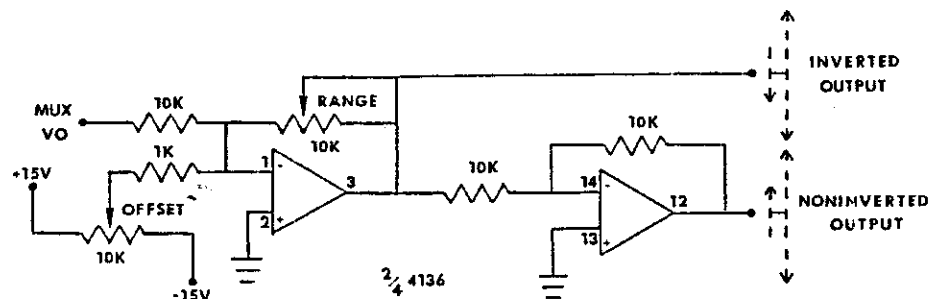 INVERTED
OUTPUT
MUX
VO
10K
RANGE
10K
10K
1K
+15V
OFFSET
10K
-15V
1
2
3
-
+
10K
14
13
12
-
+
NONINVERTED
OUTPUT
2/4 4136